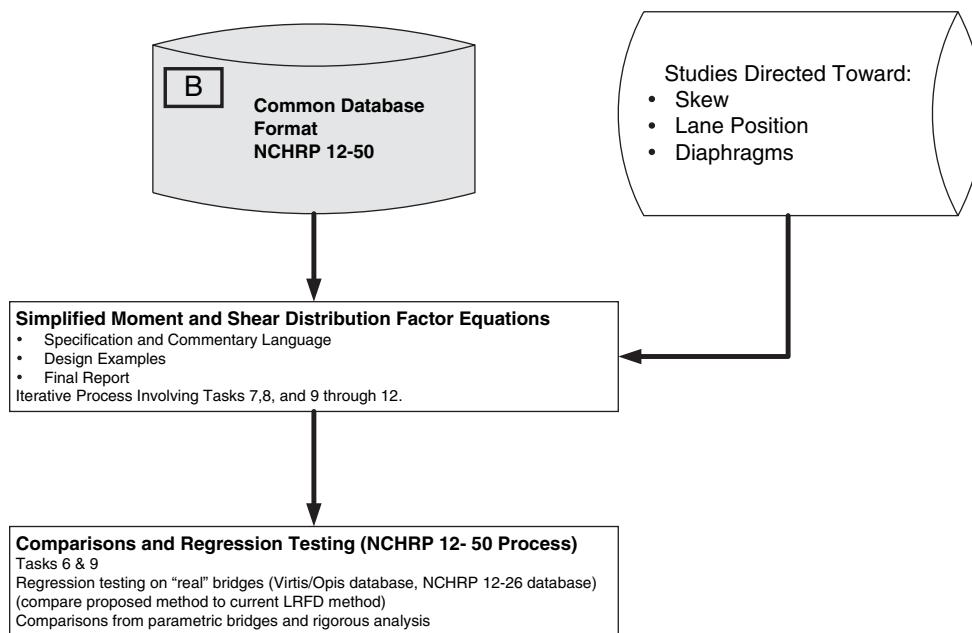 B
Common Database
Format
NCHRP 12-50
Studies Directed Toward:
• Skew
• Lane Position
• Diaphragms
Simplified Moment and Shear Distribution Factor Equations
• Specification and Commentary Language
• Design Examples
• Final Report
Iterative Process Involving Tasks 7,8, and 9 through 12.
Comparisons and Regression Testing (NCHRP 12- 50 Process)
Tasks 6 & 9
Regression testing on “real” bridges (Virtis/Opis database, NCHRP 12-26 database)
(compare proposed method to current LRFD method)
Comparisons from parametric bridges and rigorous analysis